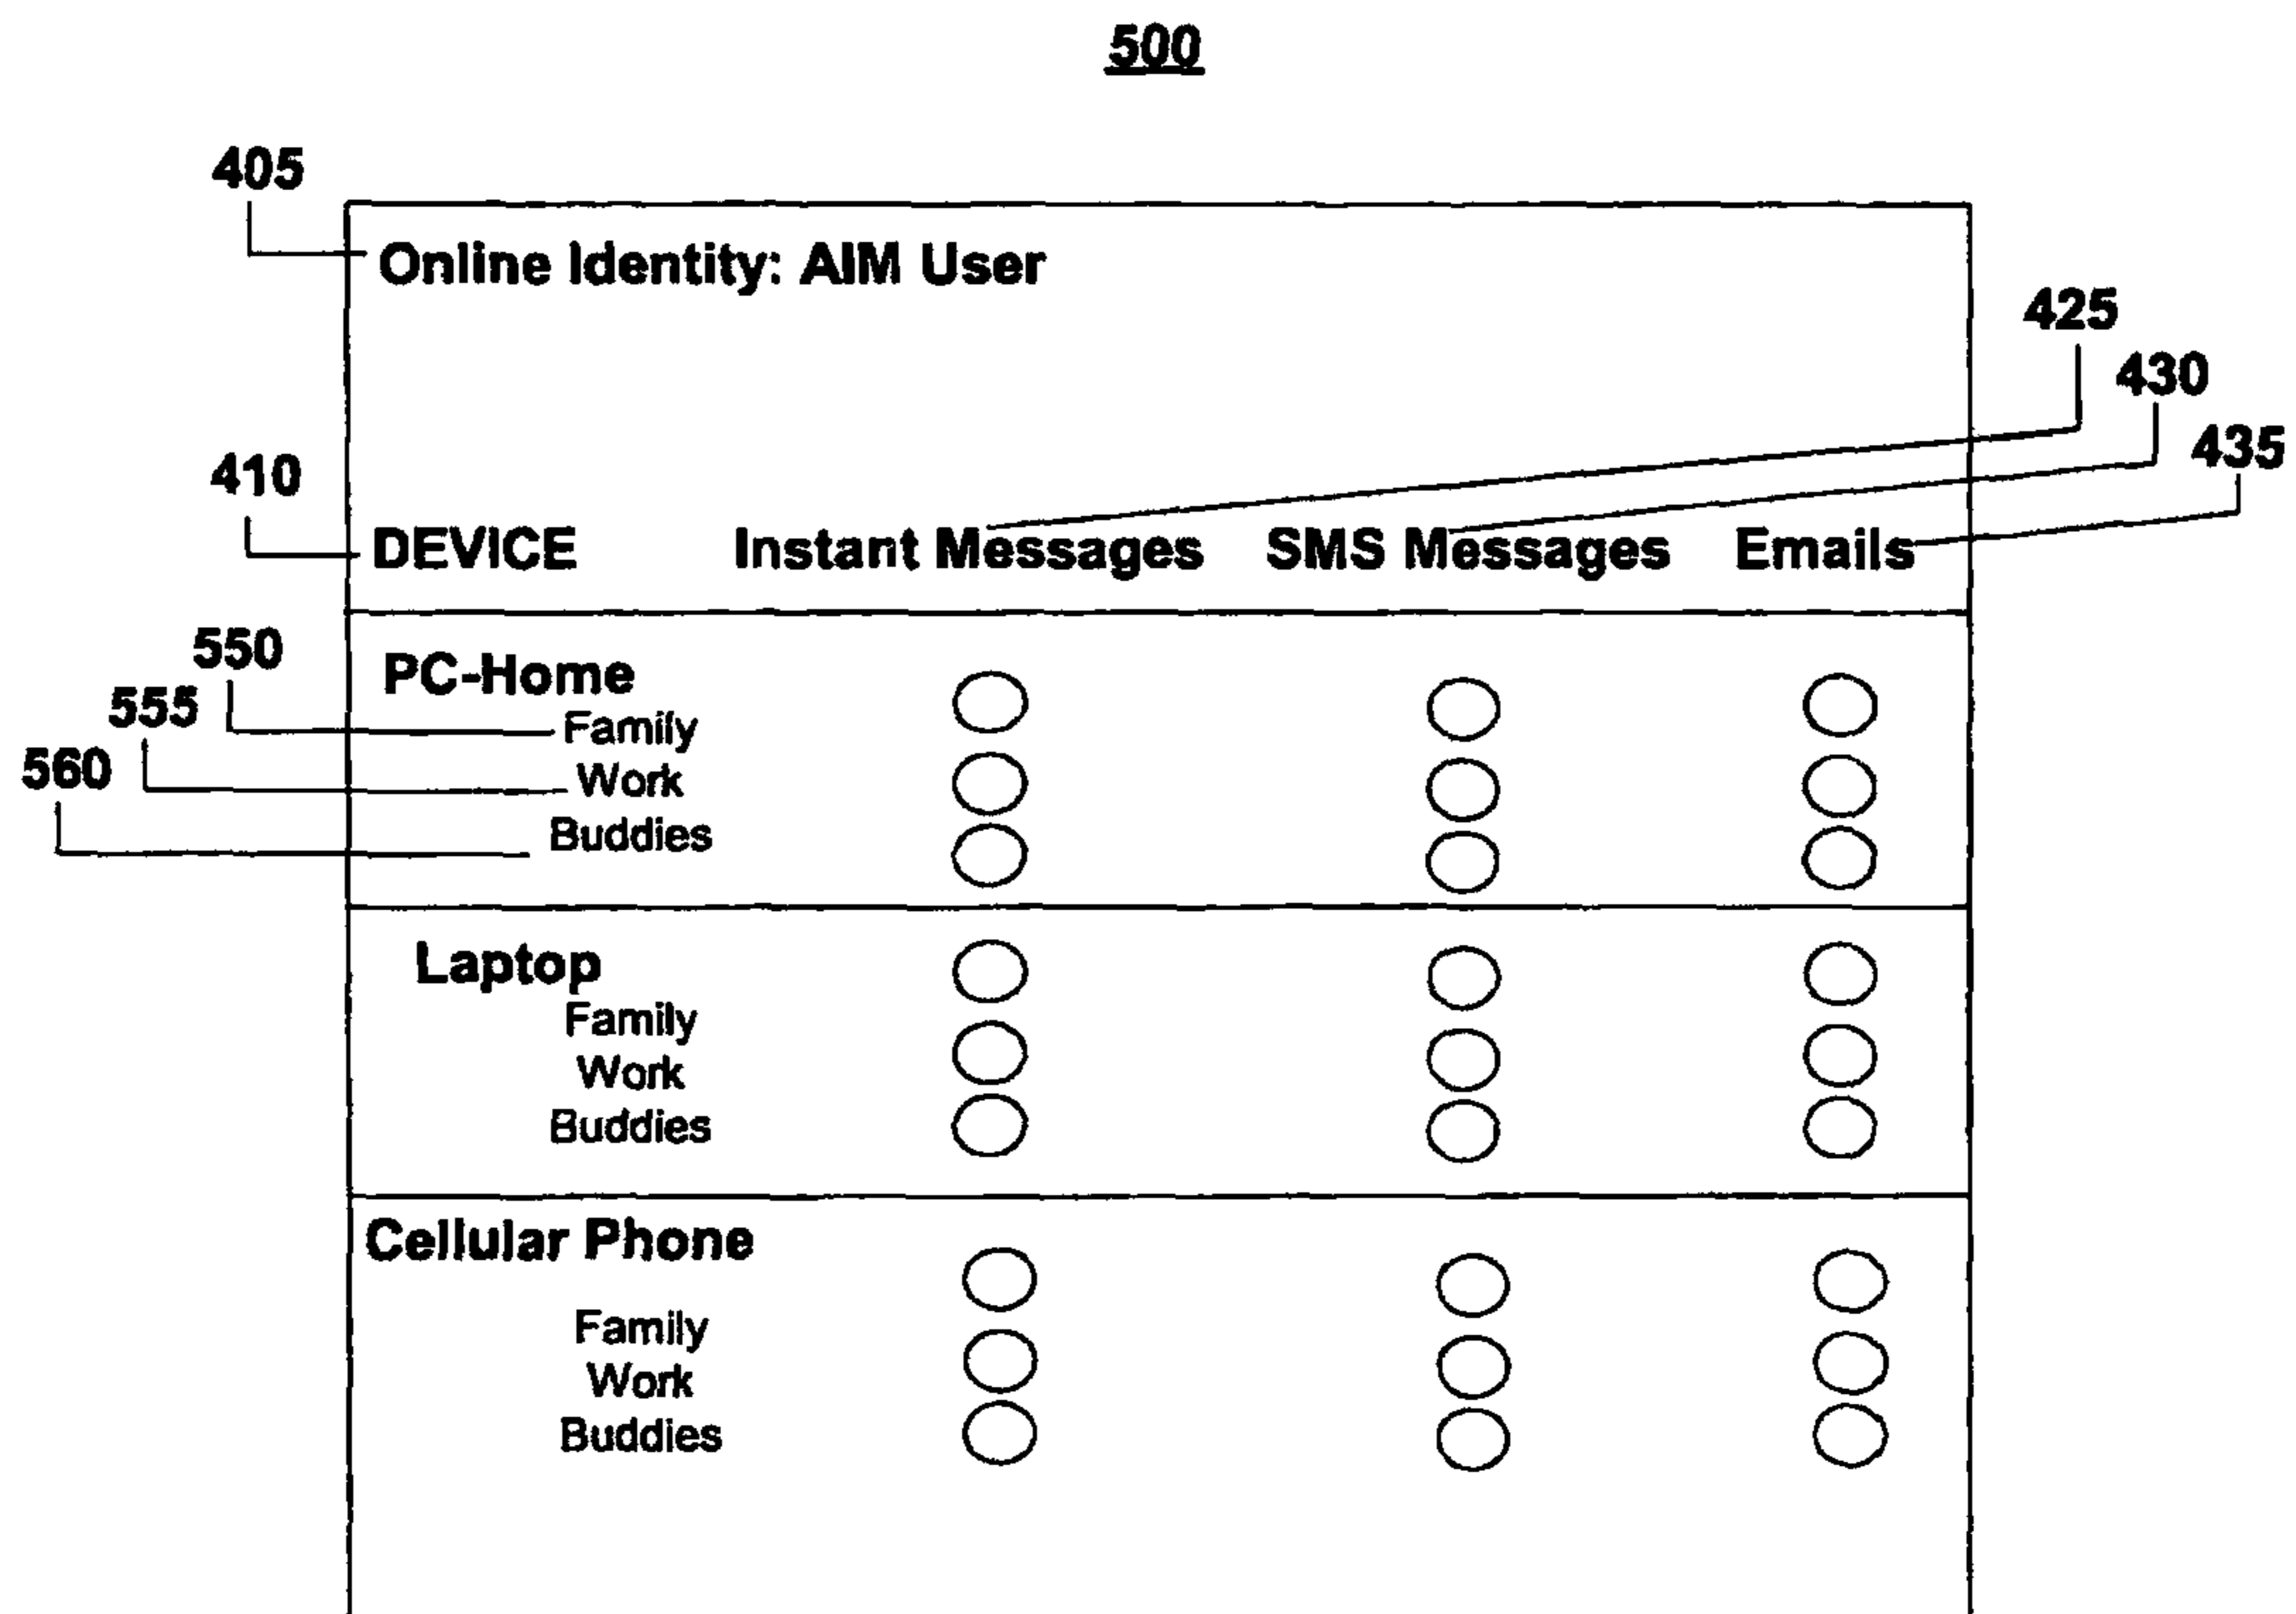 500
405
Online Identity: AIM User
425
430
435
410
DEVICE Instant Messages SMS Messages Emails
550
PC-Home
555
Family
560
Work
Buddies
Laptop
Family
Work
Buddies
Cellular Phone
Family
Work
Buddies